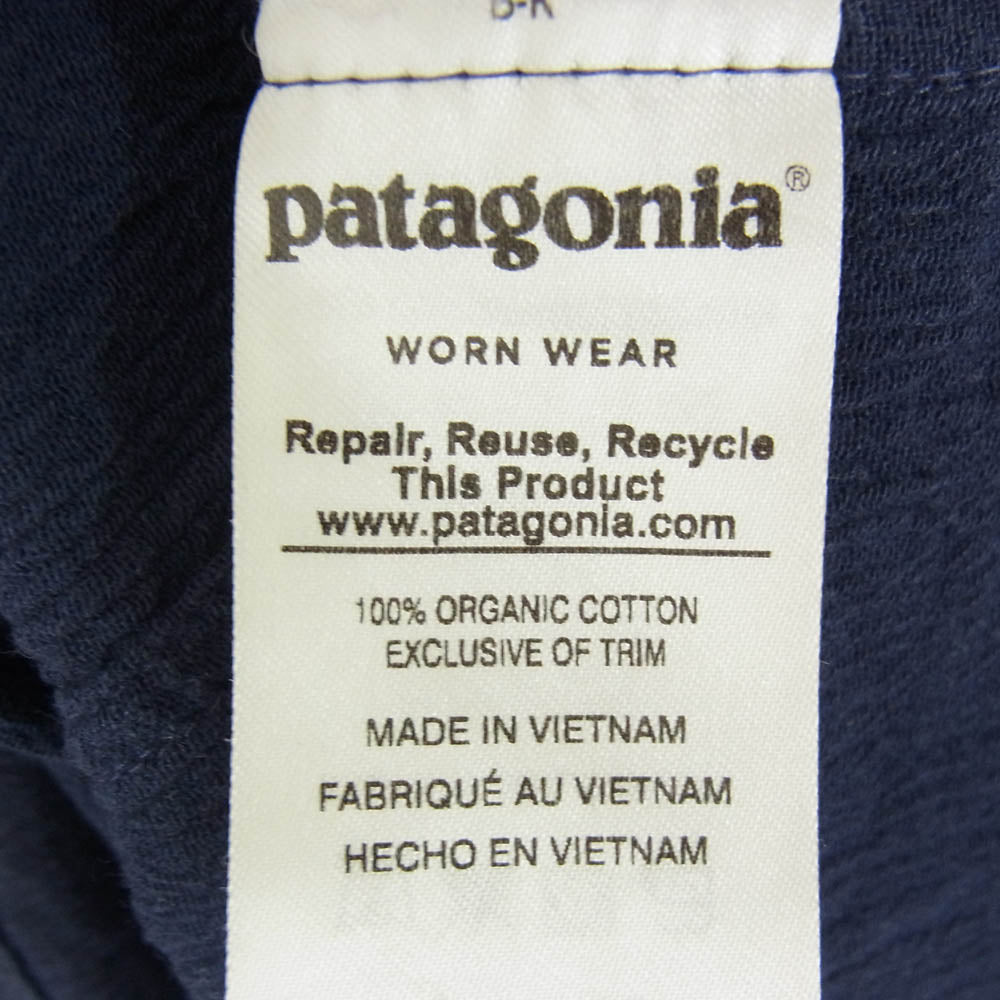 patagonia®
WORN WEAR
Repair, Reuse, Recycle
This Product
www.patagonia.com
100% ORGANIC COTTON
EXCLUSIVE OF TRIM
MADE IN VIETNAM
FABRIQUÉ AU VIETNAM
HECHO EN VIETNAM